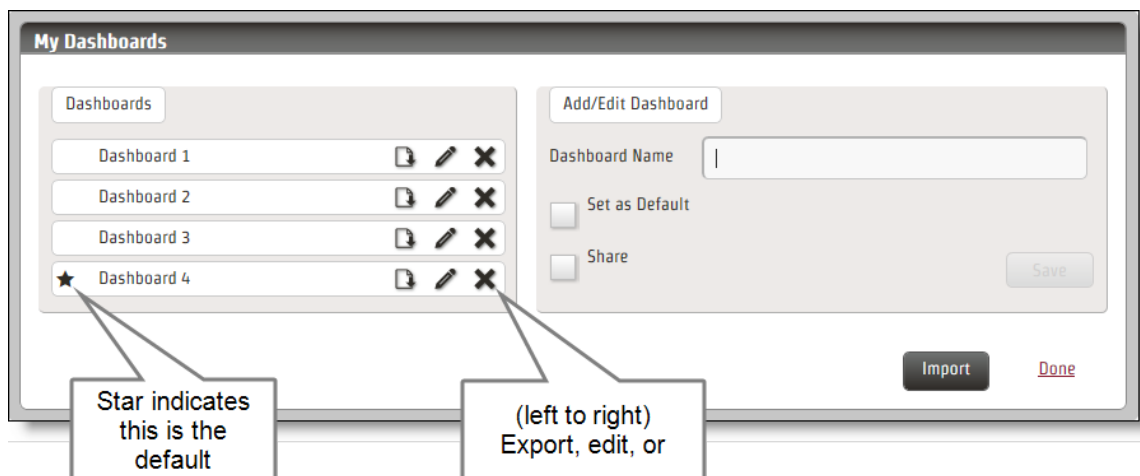 My Dashboards
Dashboards
Dashboard 1
Dashboard 2
Dashboard 3
Dashboard 4
Add/Edit Dashboard
Dashboard Name
Set as Default
Share
Save
Import
Done
Star indicates
this is the
default
(left to right)
Export, edit, or